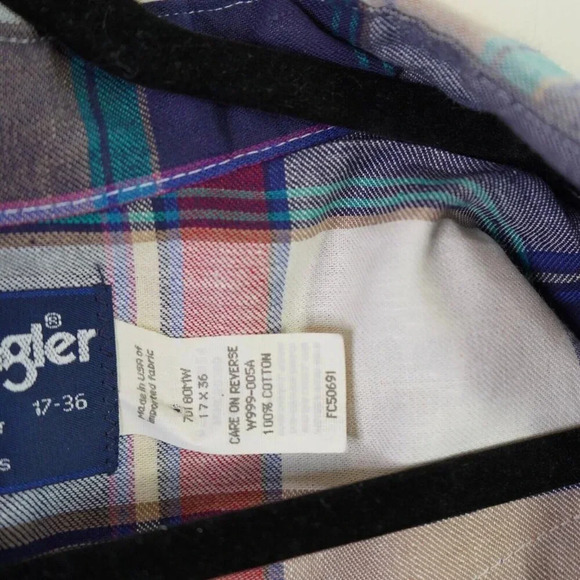 gler®
17-36
s
Made in USA of
imported fabric
70180MW
17 X 36
CARE ON REVERSE
W999-005A
100% COTTON
FC50691